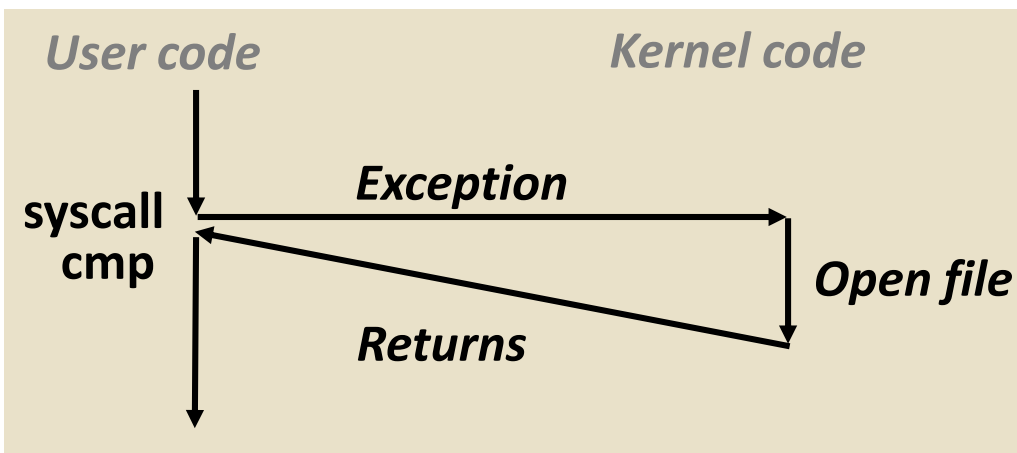 User code
Kernel code
Exception
syscall
cmp
Open file
Returns